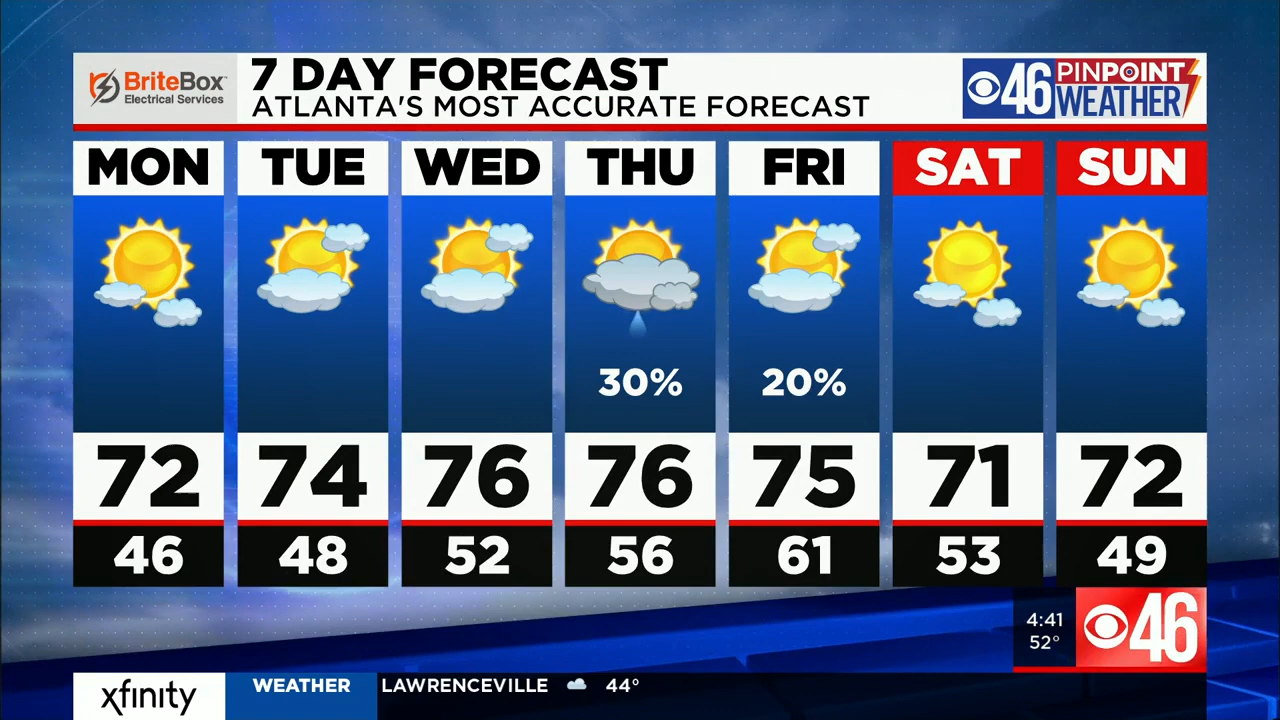 BriteBox™
Electrical Services
7 DAY FORECAST
ATLANTA'S MOST ACCURATE FORECAST
46 PINPOINT
WEATHER
MON TUE WED THU FRI SAT SUN
30% 20%
72 74 76 76 75 71 72
46 48 52 56 61 53 49
4:41
52°
46
xfinity WEATHER LAWRENCEVILLE 44°